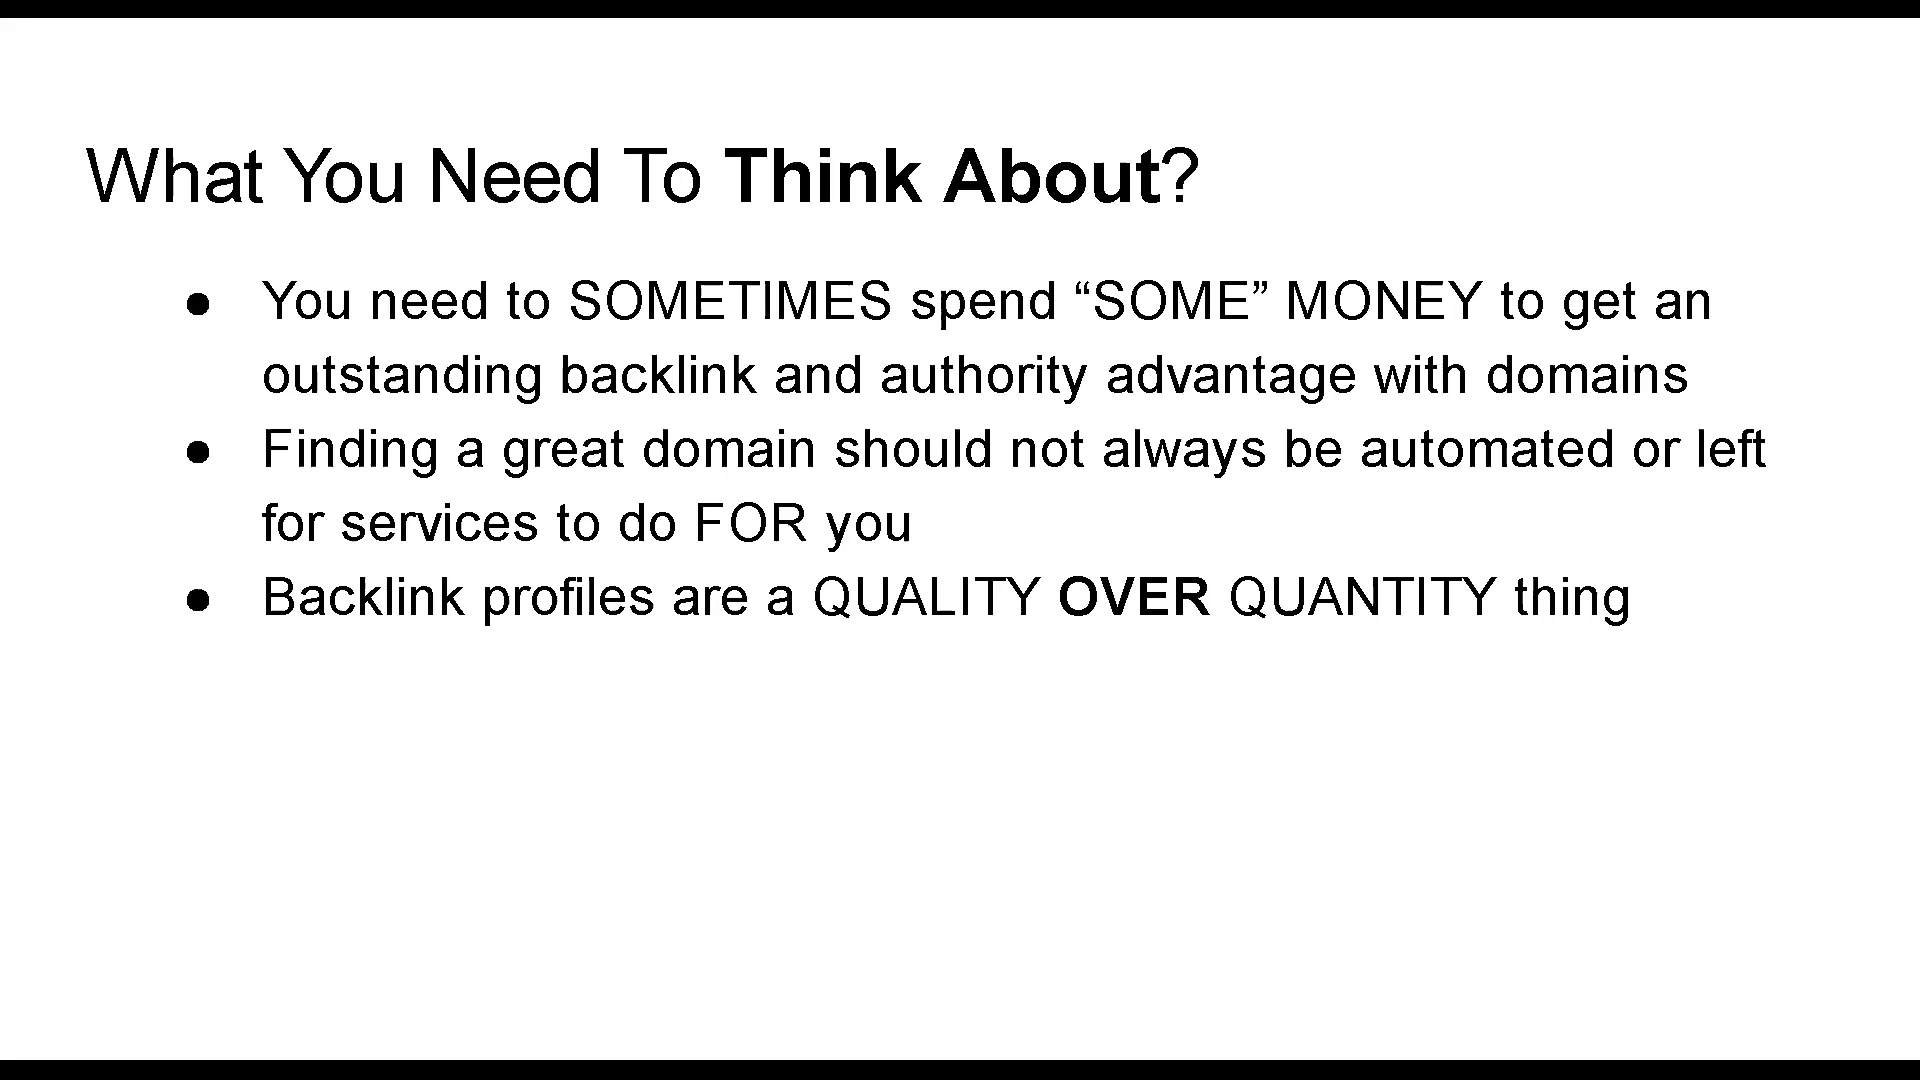 What You Need To Think About?
● You need to SOMETIMES spend “SOME” MONEY to get an
outstanding backlink and authority advantage with domains
● Finding a great domain should not always be automated or left
for services to do FOR you
● Backlink profiles are a QUALITY OVER QUANTITY thing